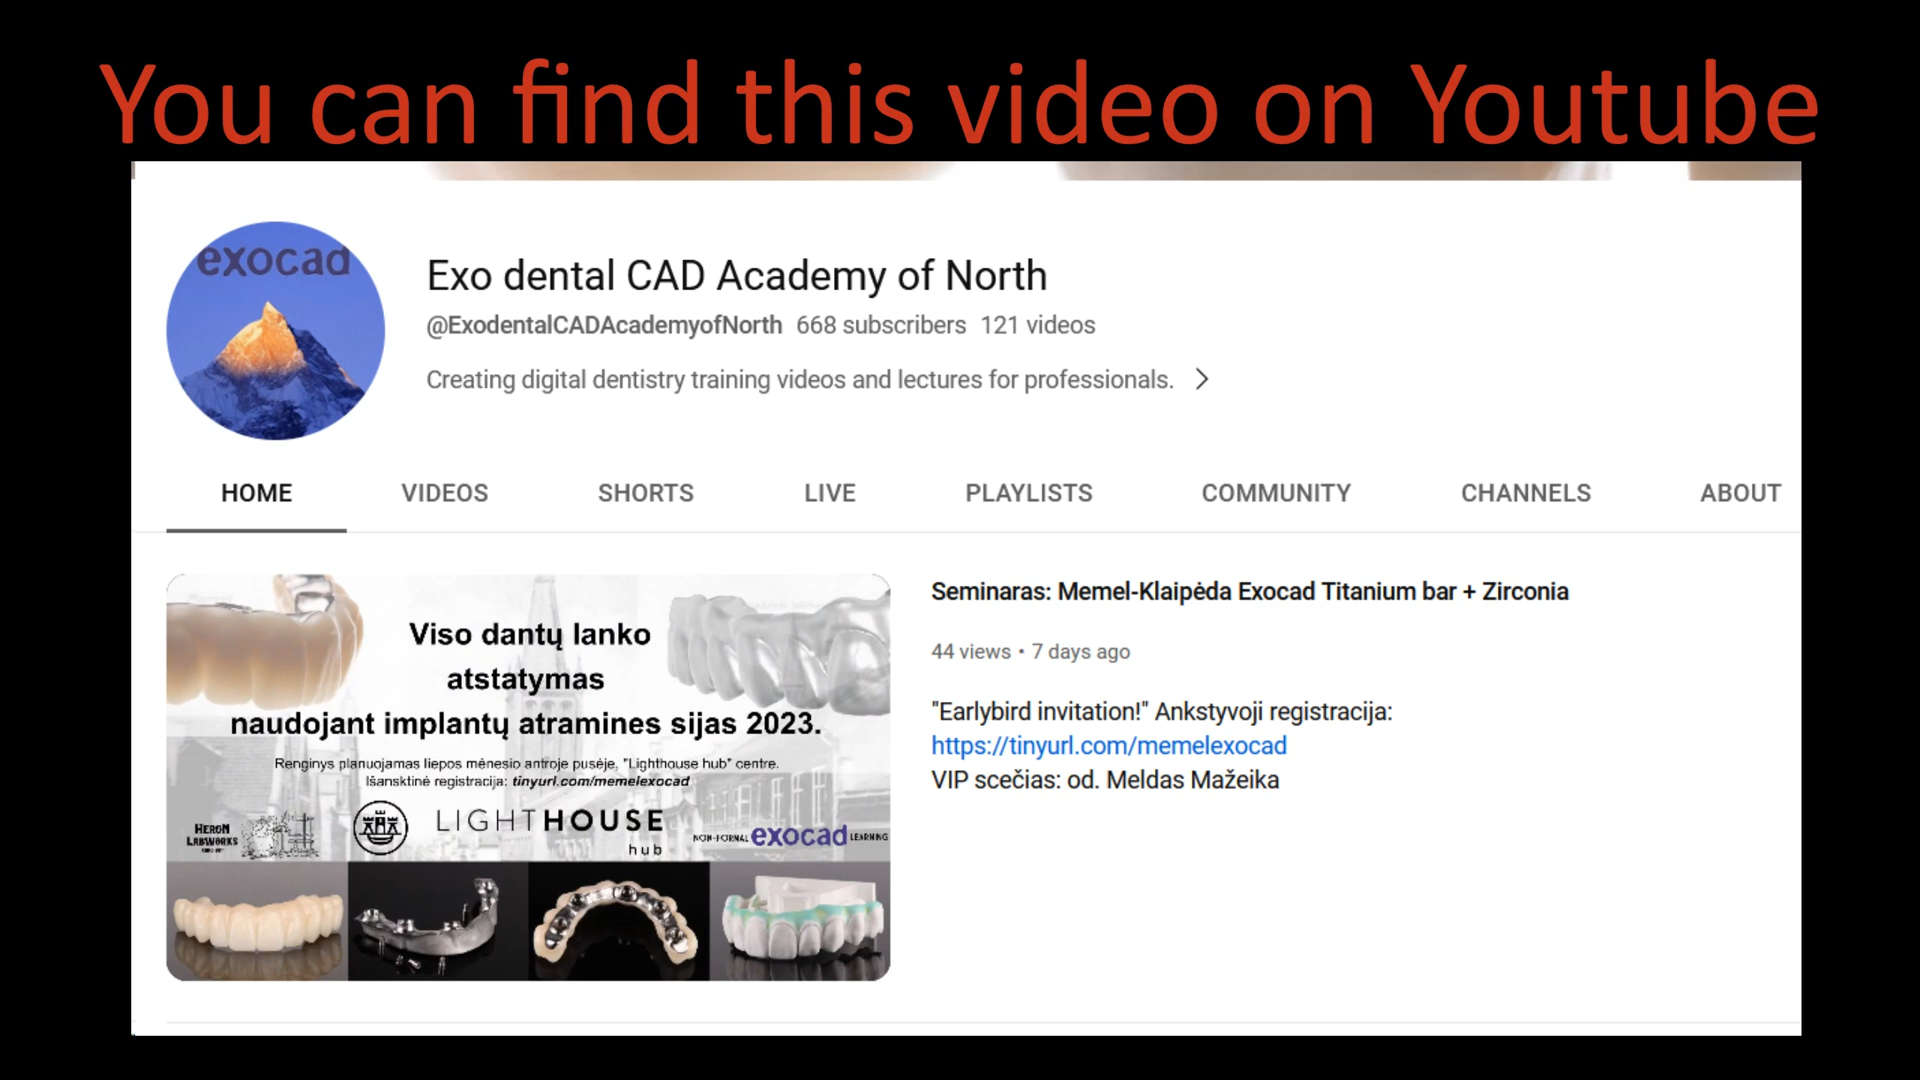 You can find this video on Youtube
exocad
Exo dental CAD Academy of North
@ExodentalCADAcademyofNorth 668 subscribers 121 videos
Creating digital dentistry training videos and lectures for professionals.
HOME VIDEOS SHORTS LIVE PLAYLISTS COMMUNITY CHANNELS ABOUT
Viso dantų lanko
atstatymas
naudojant implantų atramines sijas 2023.
Renginys planuojamas liepos mėnesio antroje pusėje, "Lighthouse hub" centre.
Išansktinė registracija: tinyurl.com/memelexocad
HERON
LABWORKS
LIGHTHOUSE
hub
NON-FORMAL exocad LEARNING
Seminaras: Memel-Klaipėda Exocad Titanium bar + Zirconia
44 views • 7 days ago
"Earlybird invitation!" Ankstyvoji registracija:
https://tinyurl.com/memelexocad
VIP scečias: od. Meldas Mažeika